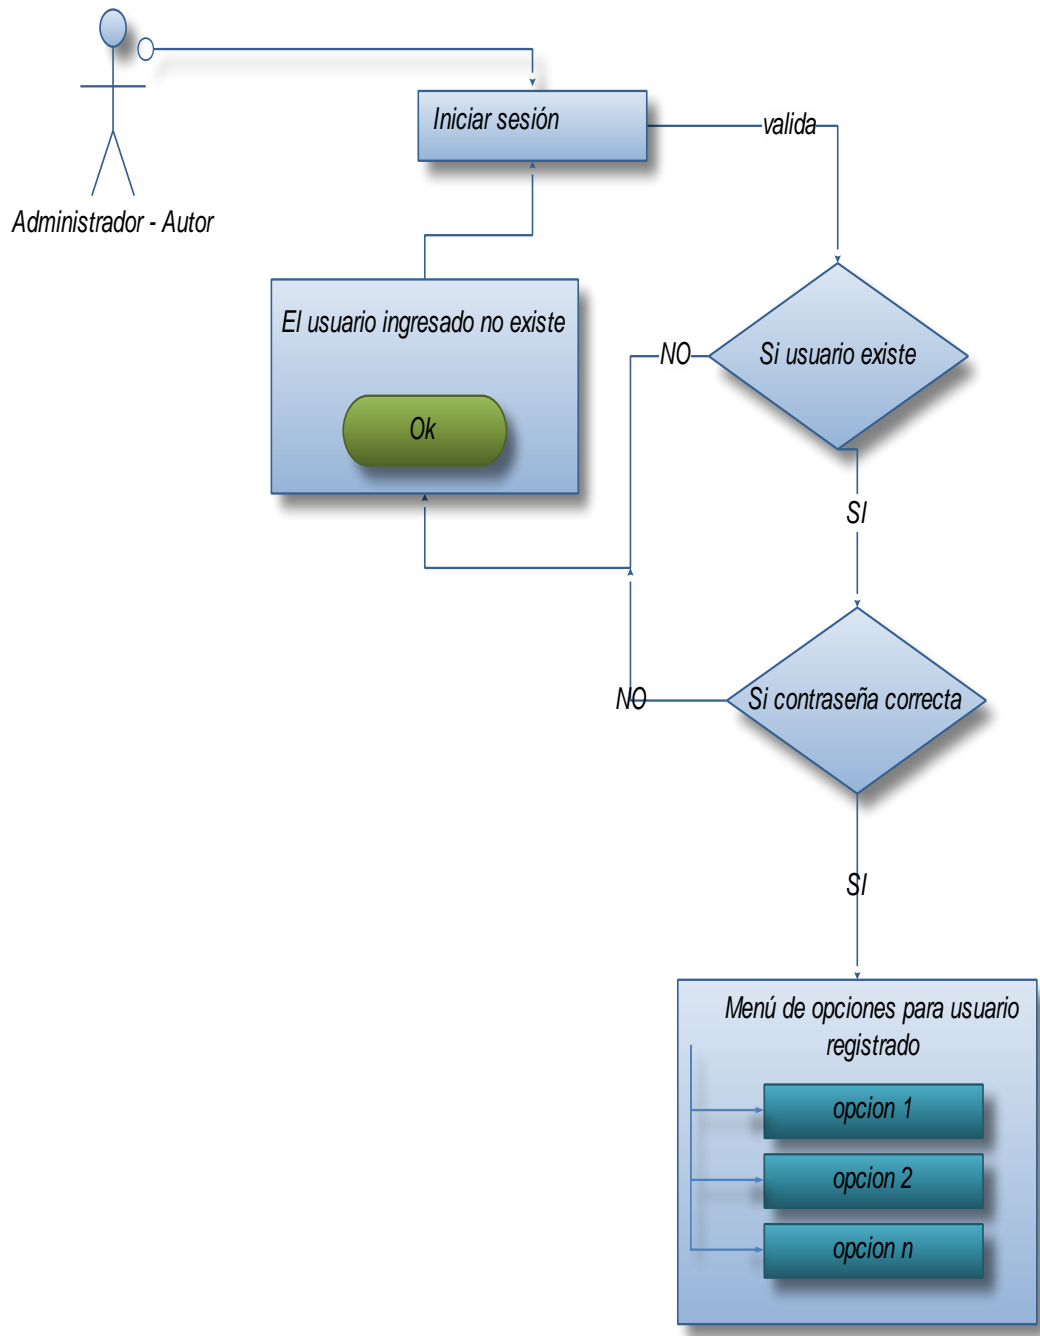 Iniciar sesión
valida
Administrador - Autor
El usuario ingresado no existe
Ok
NO
Si usuario existe
SI
NO
Si contraseña correcta
SI
Menú de opciones para usuario
registrado
opcion 1
opcion 2
opcion n